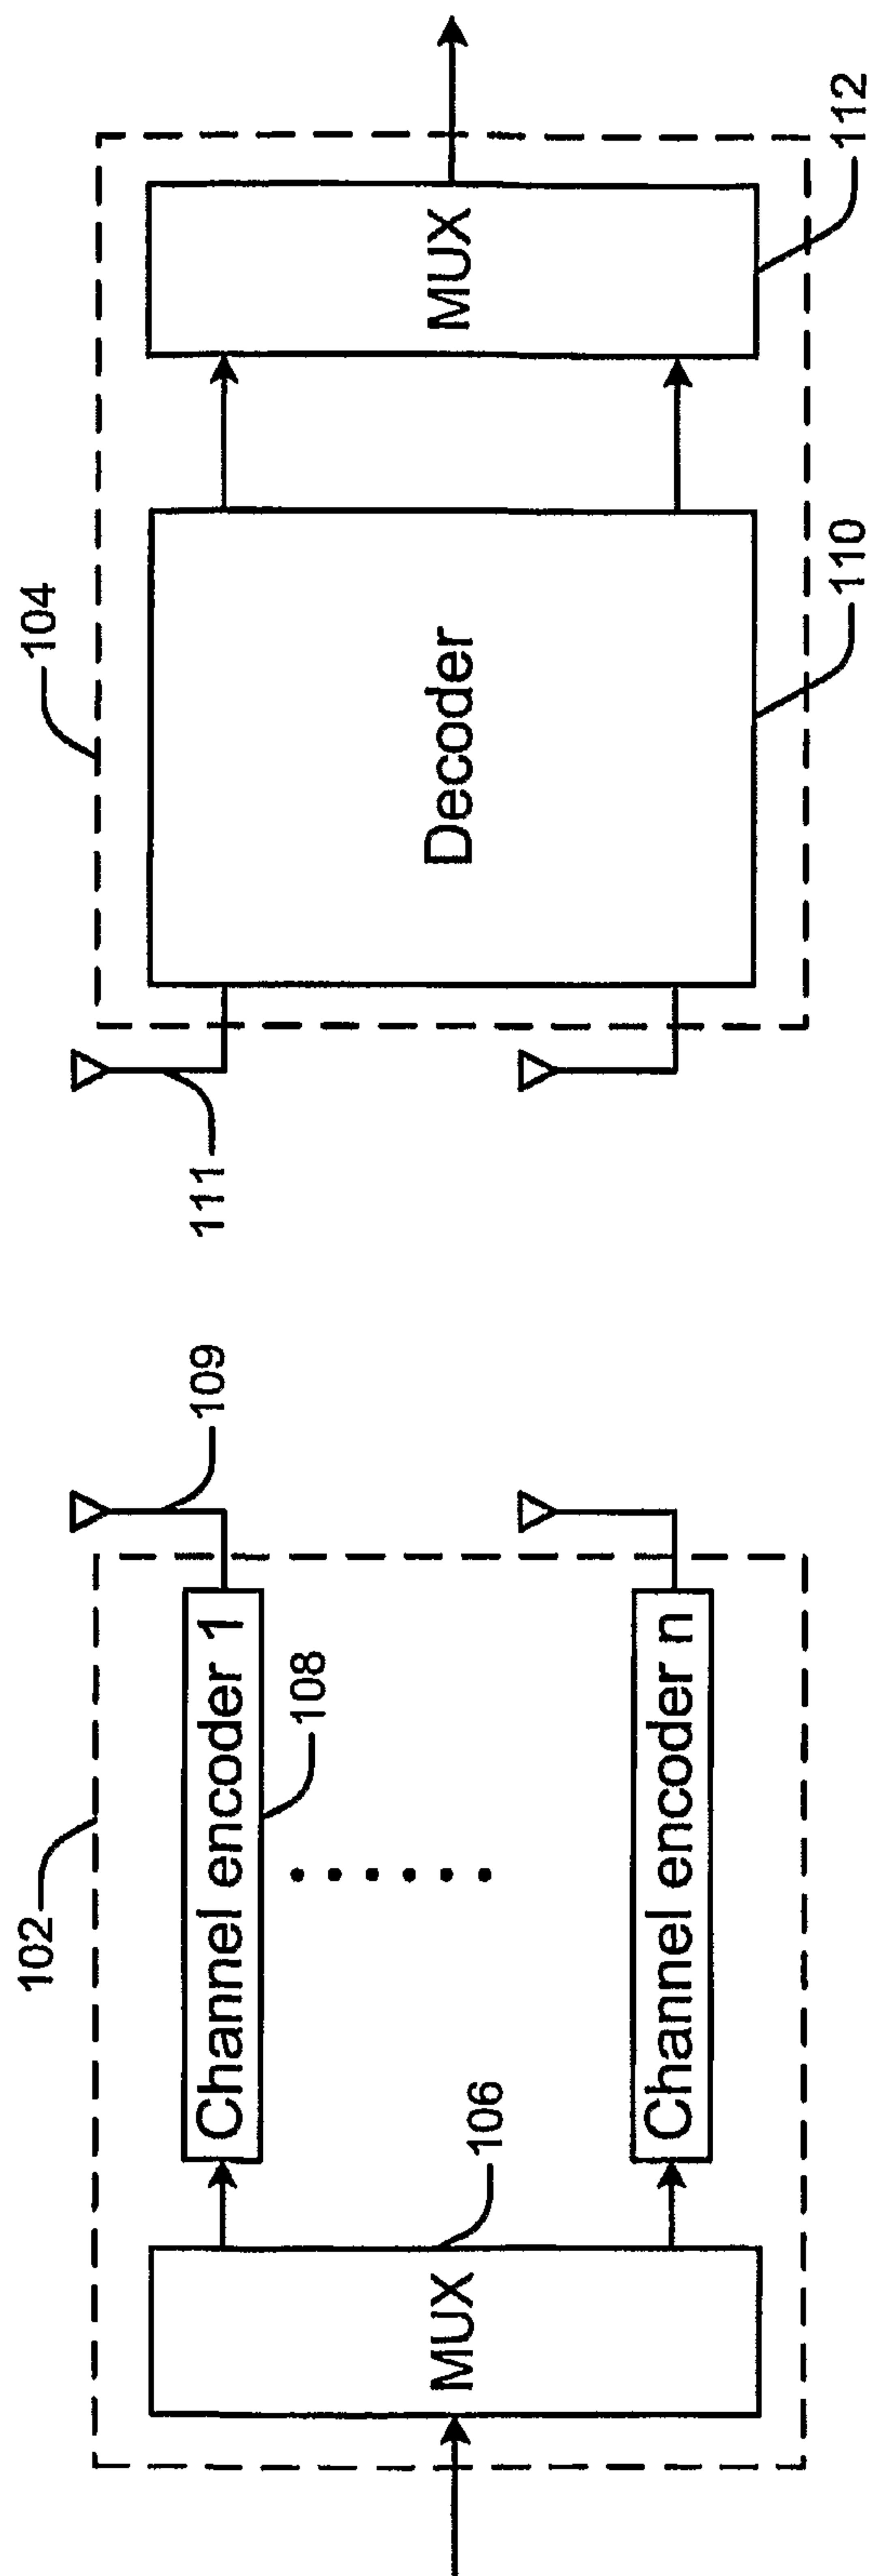 102
109
111
104
MUX
106
Channel encoder 1
108
Channel encoder n
Decoder
110
MUX
112